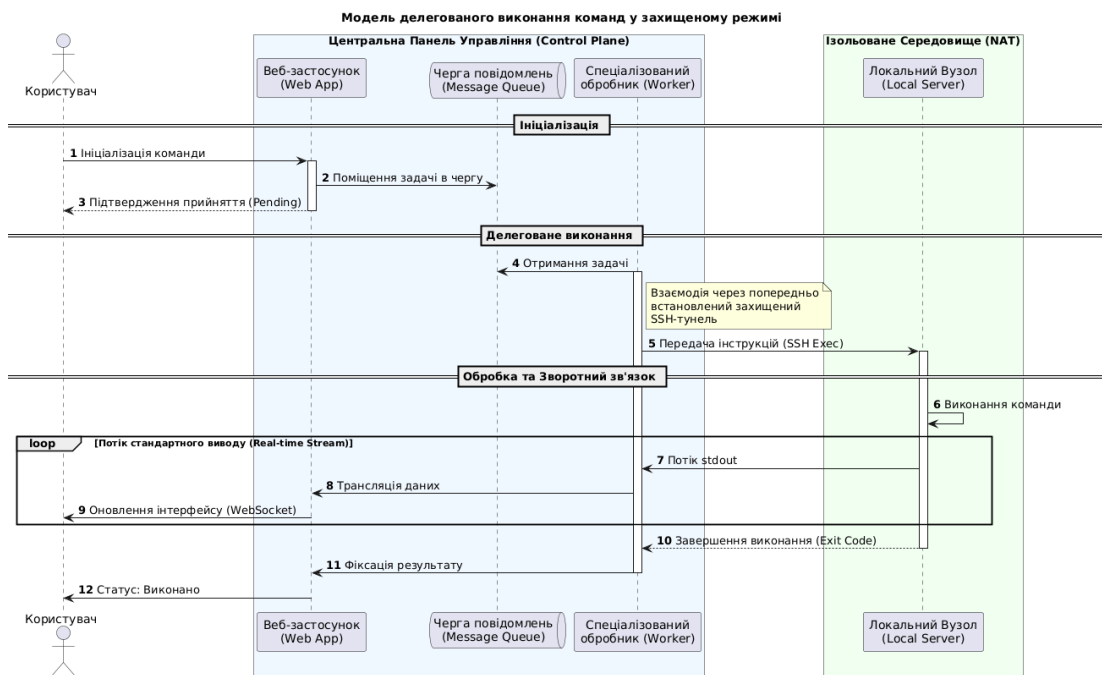 Модель делегованого виконання команд у захищеному режимі
Центральна Панель Управління (Control Plane)
Ізольоване Середовище (NAT)
Користувач
Веб-застосунок
(Web App)
Черга повідомлень
(Message Queue)
Спеціалізований
обробник (Worker)
Локальний Вузол
(Local Server)
Ініціалізація
1 Ініціалізація команди
2 Поміщення задачі в чергу
3 Підтвердження прийняття (Pending)
Делеговане виконання
4 Отримання задачі
Взаємодія через попередньо
встановлений захищений
SSH-тунель
5 Передача інструкцій (SSH Exec)
Обробка та Зворотний зв'язок
6 Виконання команди
loop [Потік стандартного виводу (Real-time Stream)]
7 Потік stdout
8 Трансляція даних
9 Оновлення інтерфейсу (WebSocket)
10 Завершення виконання (Exit Code)
11 Фіксація результату
12 Статус: Виконано
Користувач
Веб-застосунок
(Web App)
Черга повідомлень
(Message Queue)
Спеціалізований
обробник (Worker)
Локальний Вузол
(Local Server)